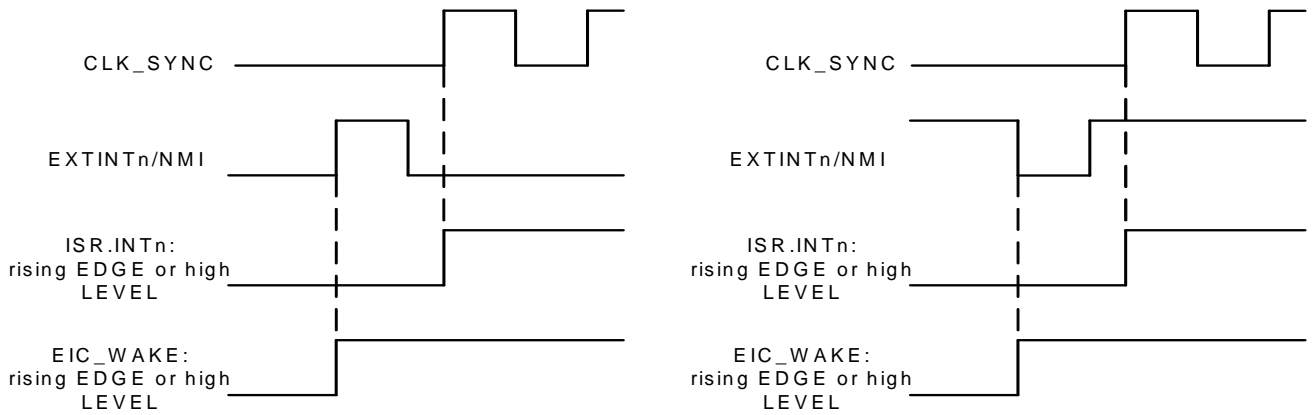 CLK_SYNC
EXTINTn/NMI
ISR.INTn:
rising EDGE or high
LEVEL
EIC_WAKE:
rising EDGE or high
LEVEL
CLK_SYNC
EXTINTn/NMI
ISR.INTn:
rising EDGE or high
LEVEL
EIC_WAKE:
rising EDGE or high
LEVEL